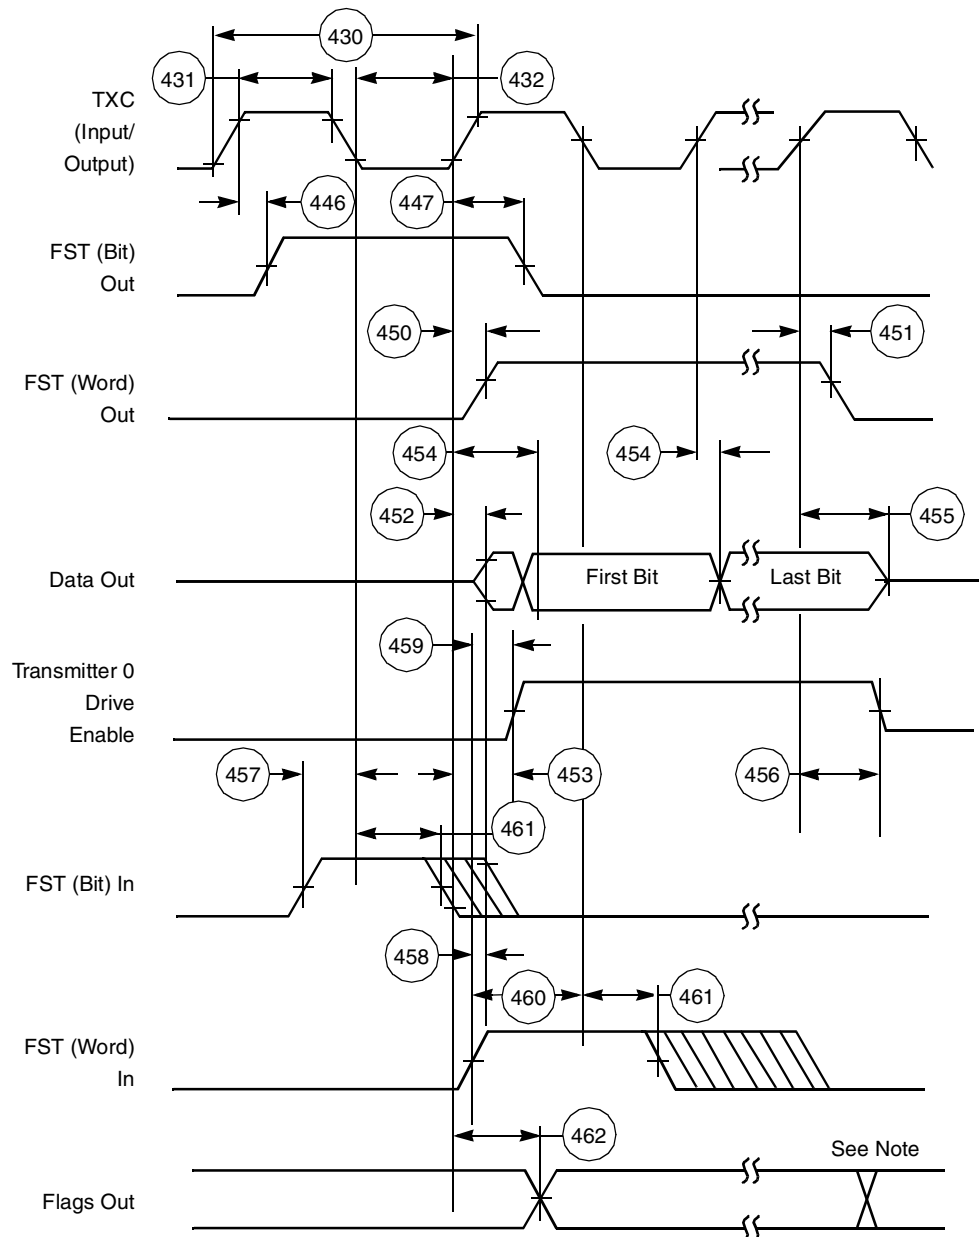 430
431
432
TXC
(Input/
Output)
446
447
FST (Bit)
Out
450
451
FST (Word)
Out
454
454
452
455
Data Out
First Bit
Last Bit
459
Transmitter 0
Drive
Enable
457
453
456
461
FST (Bit) In
458
460
461
FST (Word)
In
462
See Note
Flags Out